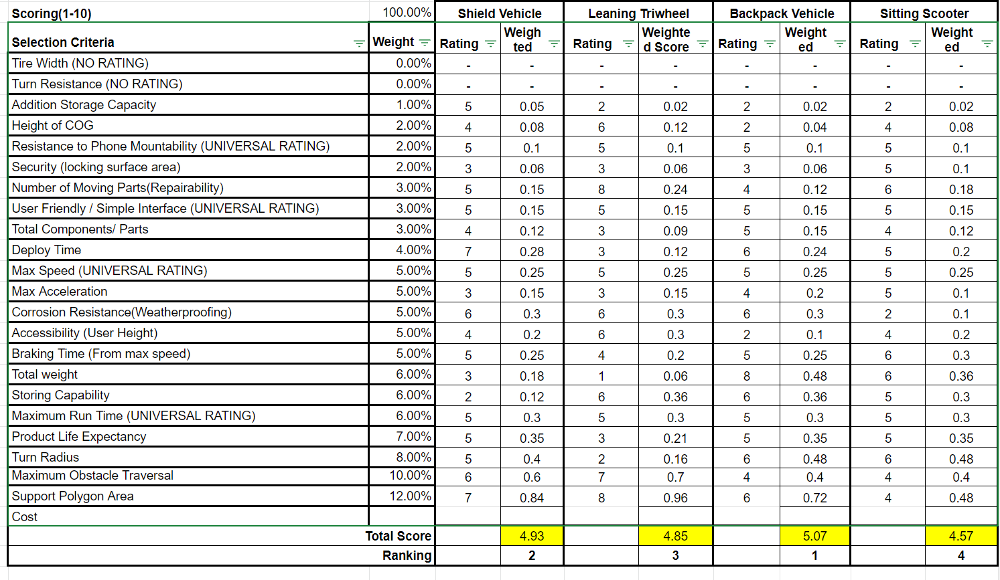 Scoring(1-10) 100.00% Shield Vehicle Leaning Triwheel Backpack Vehicle Sitting Scooter
Selection Criteria Weight Rating Weigh ted Rating Weighte d Score Rating Weight ed Rating Weight ed
Tire Width (NO RATING) 0.00% - - - - - - - -
Turn Resistance (NO RATING) 0.00% - - - - - - - -
Addition Storage Capacity 1.00% 5 0.05 2 0.02 2 0.02 2 0.02
Height of COG 2.00% 4 0.08 6 0.12 2 0.04 4 0.08
Resistance to Phone Mountability (UNIVERSAL RATING) 2.00% 5 0.1 5 0.1 5 0.1 5 0.1
Security (locking surface area) 2.00% 3 0.06 3 0.06 3 0.06 5 0.1
Number of Moving Parts(Repairability) 3.00% 5 0.15 8 0.24 4 0.12 6 0.18
User Friendly / Simple Interface (UNIVERSAL RATING) 3.00% 5 0.15 5 0.15 5 0.15 5 0.15
Total Components/ Parts 3.00% 4 0.12 3 0.09 5 0.15 4 0.12
Deploy Time 4.00% 7 0.28 3 0.12 6 0.24 5 0.2
Max Speed (UNIVERSAL RATING) 5.00% 5 0.25 5 0.25 5 0.25 5 0.25
Max Acceleration 5.00% 3 0.15 3 0.15 4 0.2 5 0.1
Corrosion Resistance(Weatherproofing) 5.00% 6 0.3 6 0.3 6 0.3 2 0.1
Accessibility (User Height) 5.00% 4 0.2 6 0.3 2 0.1 4 0.2
Braking Time (From max speed) 5.00% 5 0.25 4 0.2 5 0.25 6 0.3
Total weight 6.00% 3 0.18 1 0.06 8 0.48 6 0.36
Storing Capability 6.00% 2 0.12 6 0.36 6 0.36 5 0.3
Maximum Run Time (UNIVERSAL RATING) 6.00% 5 0.3 5 0.3 5 0.3 5 0.3
Product Life Expectancy 7.00% 5 0.35 3 0.21 5 0.35 5 0.35
Turn Radius 8.00% 5 0.4 2 0.16 6 0.48 6 0.48
Maximum Obstacle Traversal 10.00% 6 0.6 7 0.7 4 0.4 4 0.4
Support Polygon Area 12.00% 7 0.84 8 0.96 6 0.72 4 0.48
Cost
Total Score 4.93 4.85 5.07 4.57
Ranking 2 3 1 4